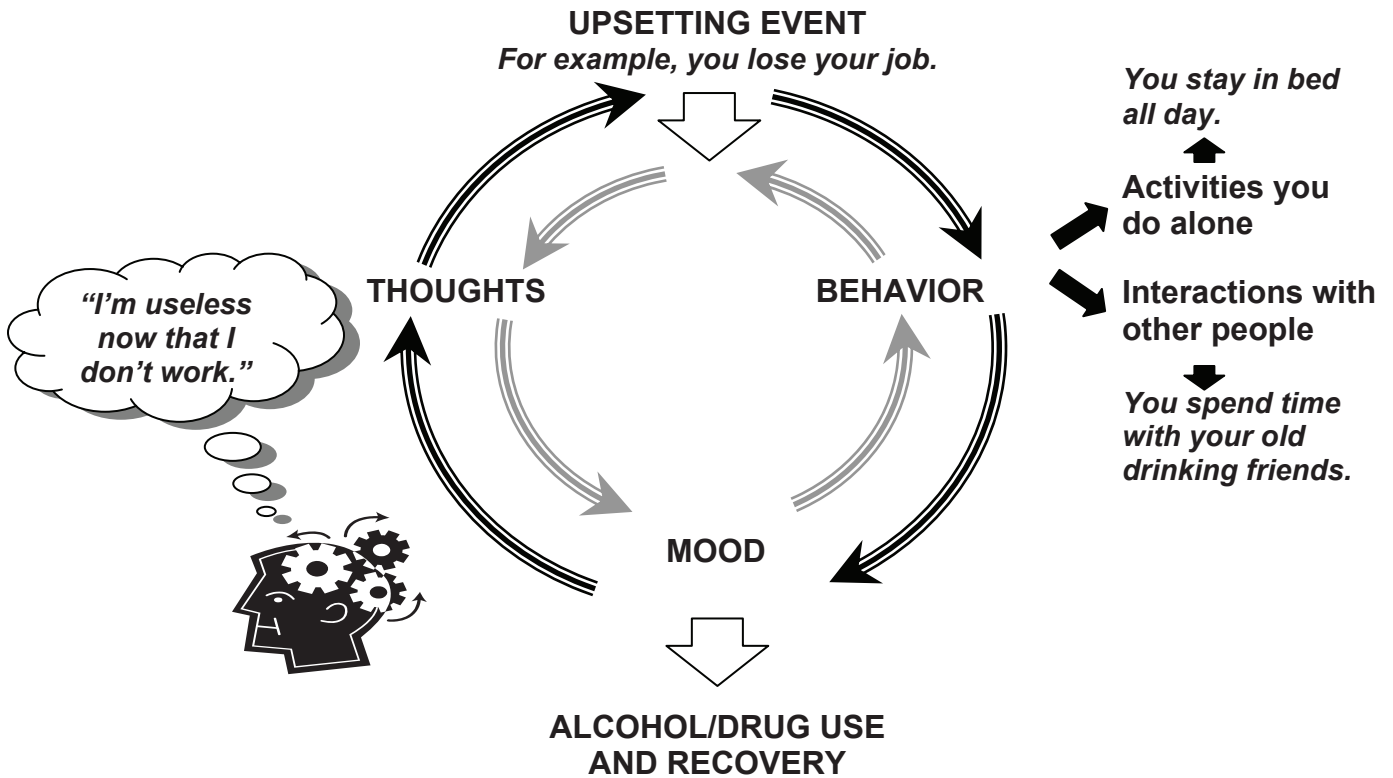 UPSETTING EVENT
For example, you lose your job.
You stay in bed
all day.
Activities you
do alone
THOUGHTS
BEHAVIOR
Interactions with
other people
“I’m useless
now that I
don’t work.”
You spend time
with your old
drinking friends.
MOOD
ALCOHOL/DRUG USE
AND RECOVERY